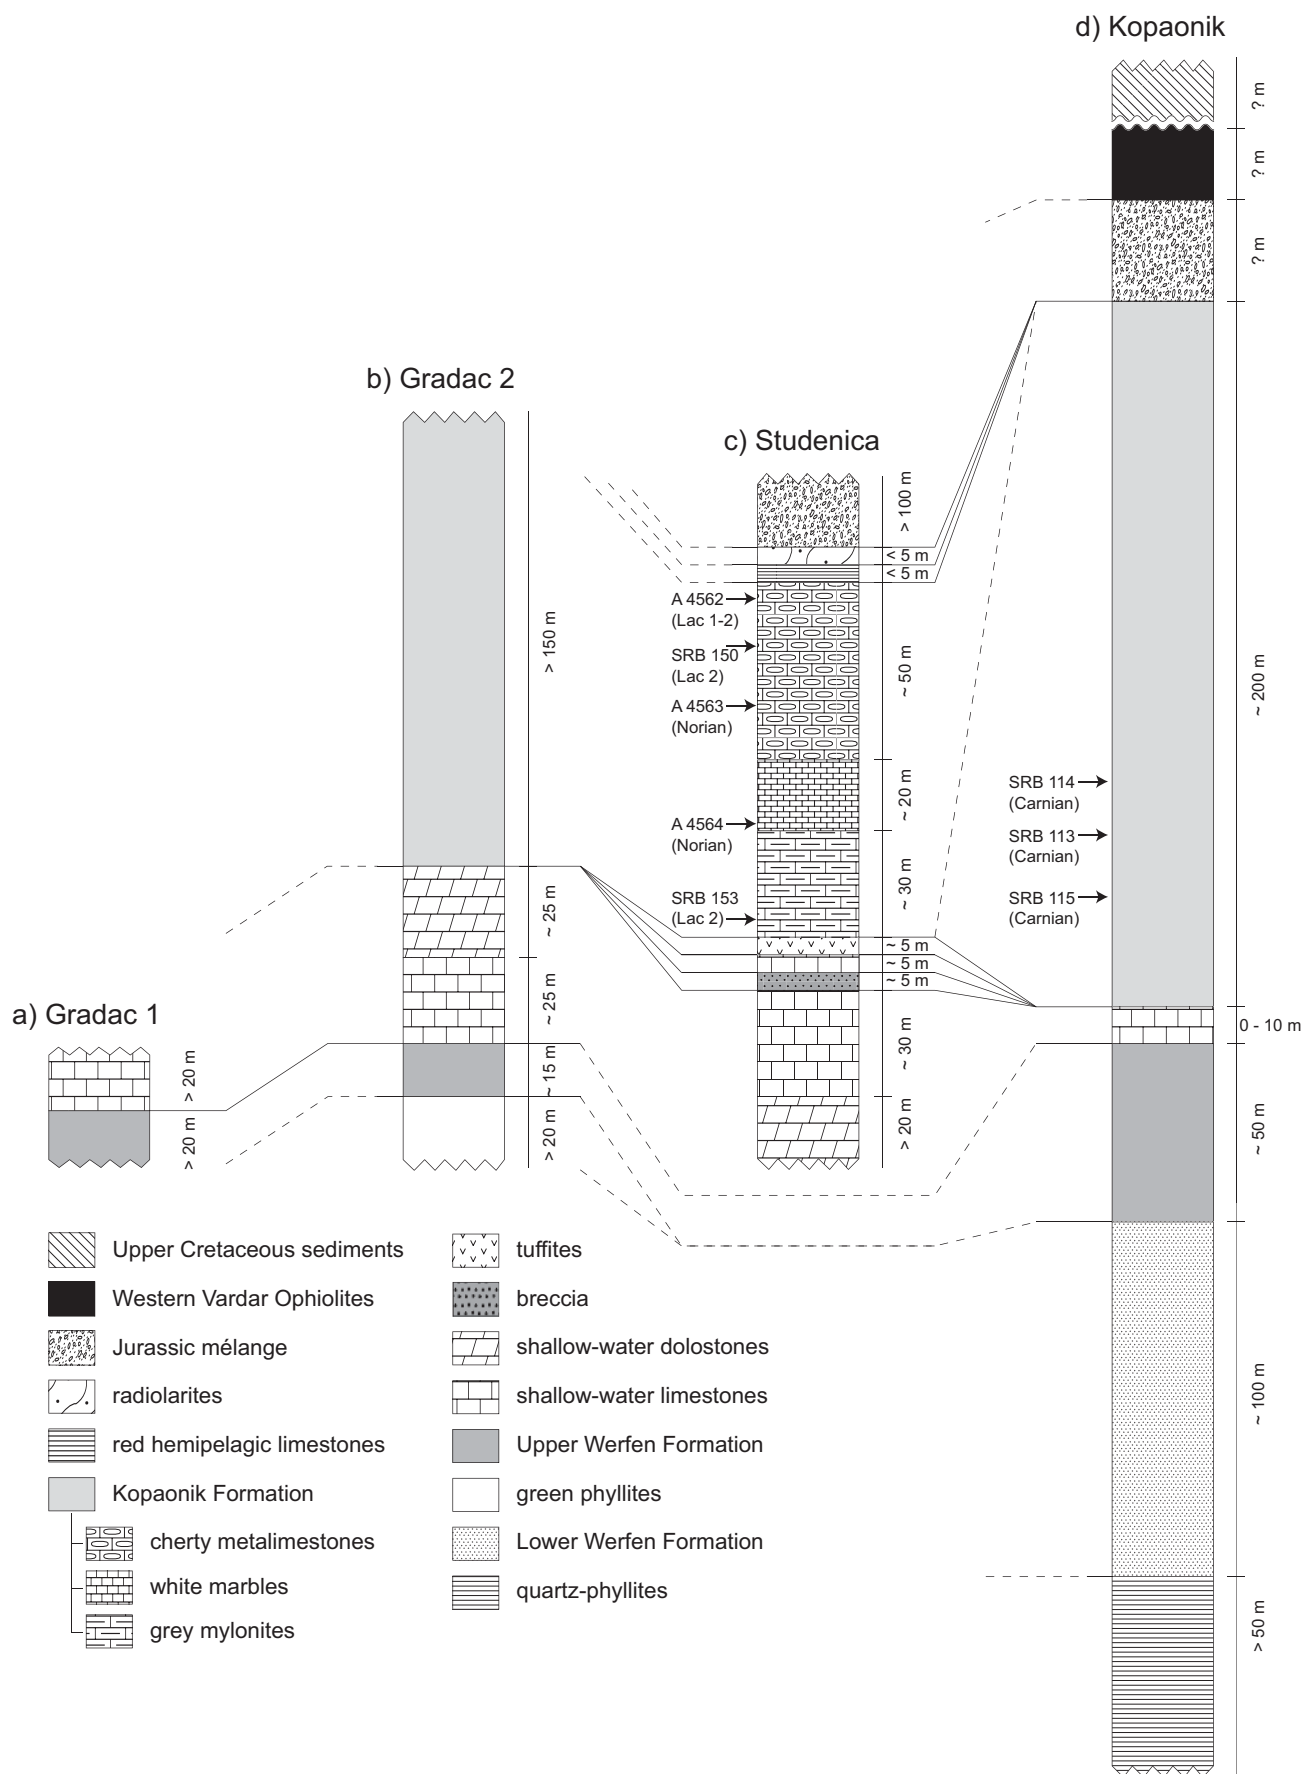 d) Kopaonik
? m
? m
? m
~ 200 m
SRB 114
(Carnian)
SRB 113
(Carnian)
SRB 115
(Carnian)
0 - 10 m
~ 50 m
~ 100 m
> 50 m
b) Gradac 2
> 150 m
~ 25 m
~ 25 m
~ 15 m
> 20 m
c) Studenica
> 100 m
< 5 m
< 5 m
A 4562
(Lac 1-2)
SRB 150
(Lac 2)
A 4563
(Norian)
~ 50 m
~ 20 m
A 4564
(Norian)
~ 30 m
SRB 153
(Lac 2)
~ 5 m
~ 5 m
~ 5 m
~ 30 m
> 20 m
a) Gradac 1
> 20 m
> 20 m
Upper Cretaceous sediments
Western Vardar Ophiolites
Jurassic mélange
radiolarites
red hemipelagic limestones
Kopaonik Formation
cherty metalimestones
white marbles
grey mylonites
tuffites
breccia
shallow-water dolostones
shallow-water limestones
Upper Werfen Formation
green phyllites
Lower Werfen Formation
quartz-phyllites